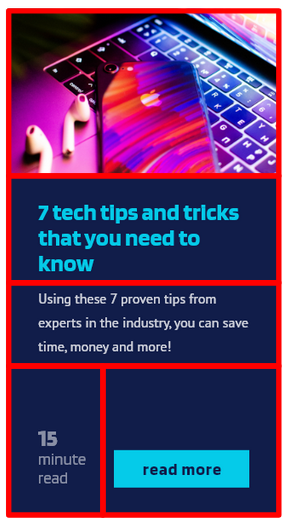 7 tech tips and tricks
that you need to
know
Using these 7 proven tips from
experts in the industry, you can save
time, money and more!
15
minute
read
read more